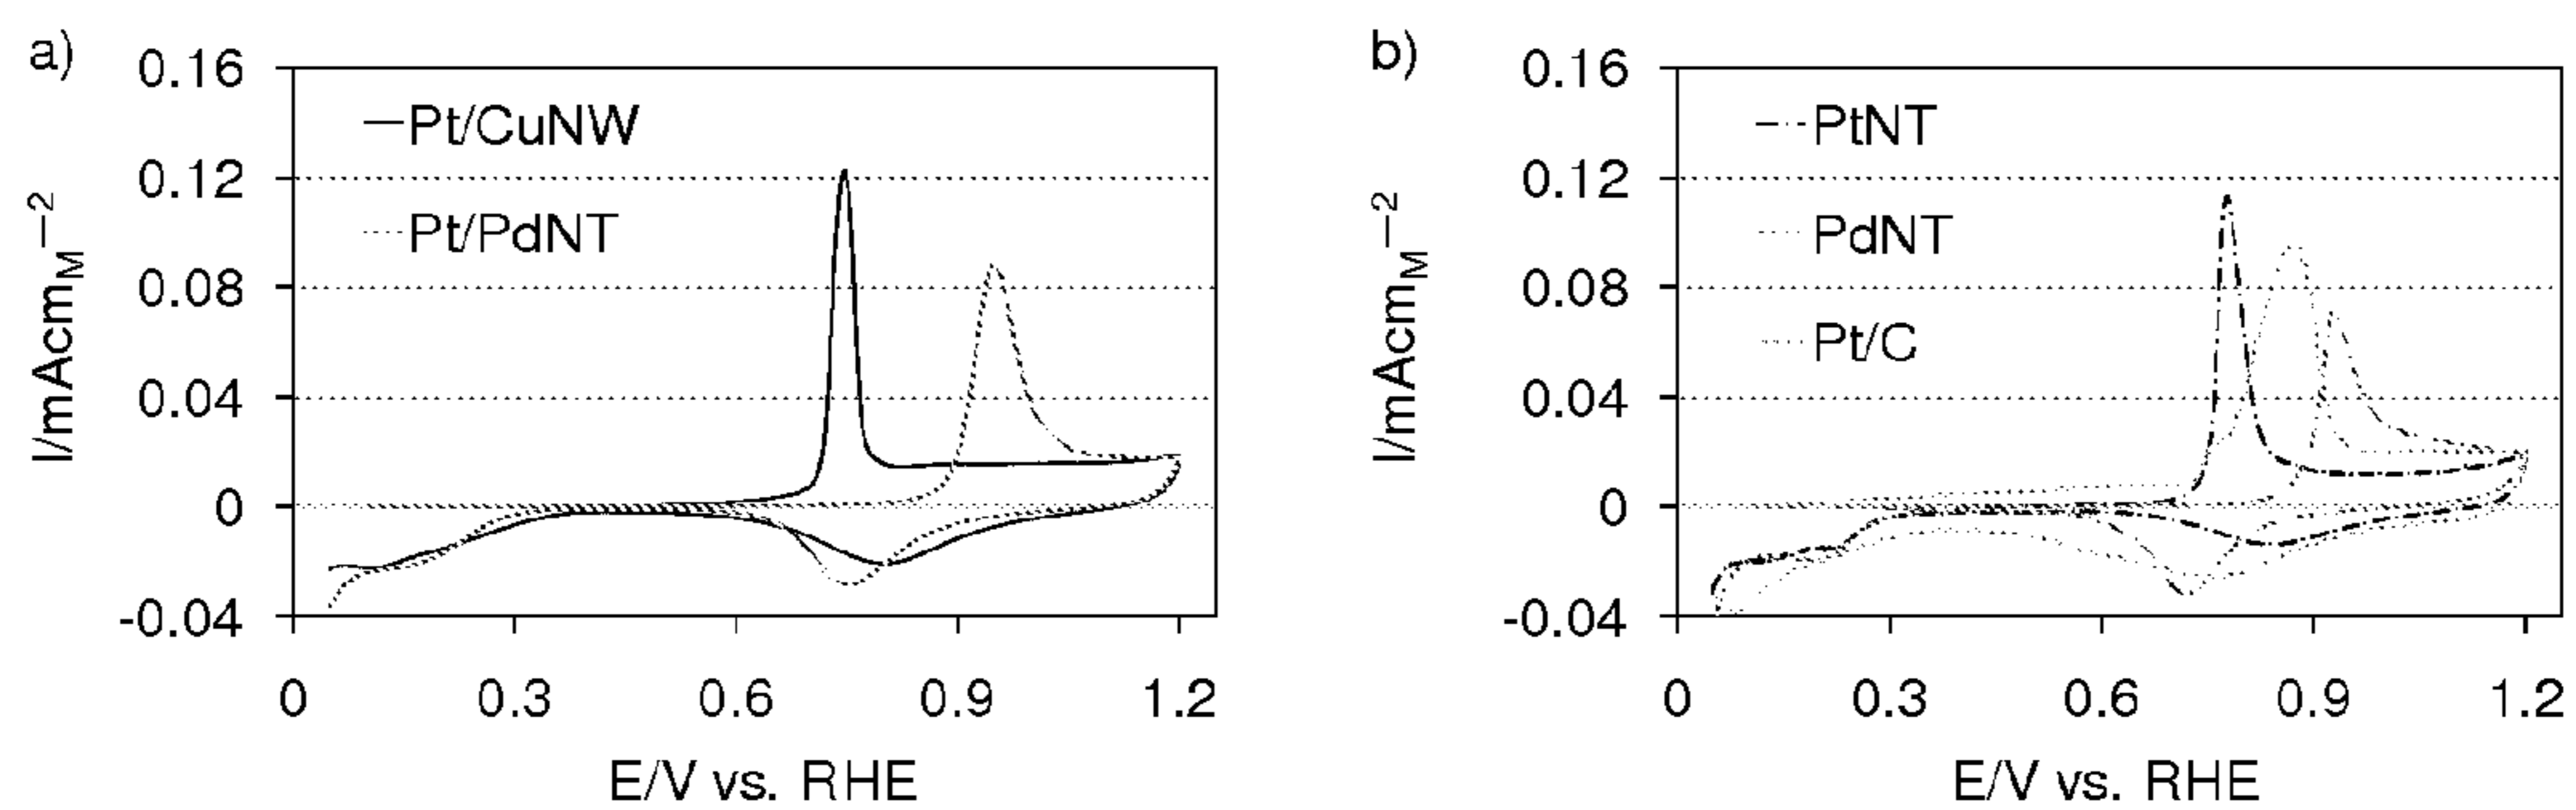 a)
I/mAcm_M−2
0.16
0.12
0.08
0.04
0
-0.04
Pt/CuNW
Pt/PdNT
0 0.3 0.6 0.9 1.2
E/V vs. RHE
b)
I/mAcm_M−2
0.16
0.12
0.08
0.04
0
-0.04
PtNT
PdNT
Pt/C
0 0.3 0.6 0.9 1.2
E/V vs. RHE